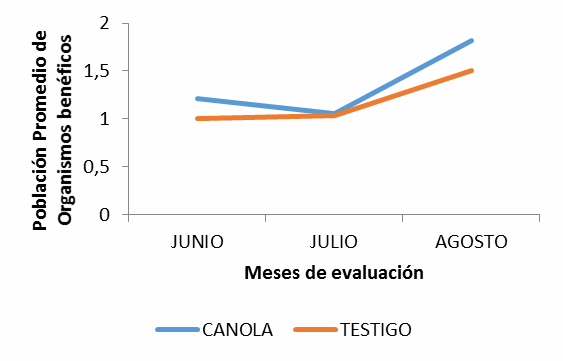 Población Promedio de
Organismos benéficos
2
1,5
1
0,5
0
JUNIO JULIO AGOSTO
Meses de evaluación
CANOLA TESTIGO